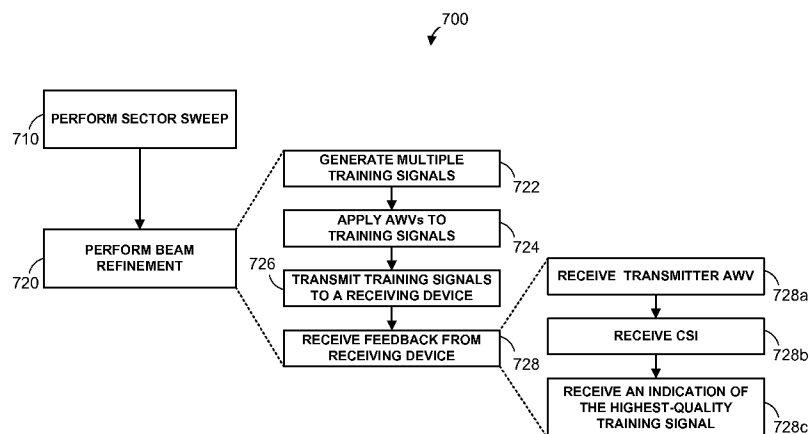 700
PERFORM SECTOR SWEEP
710
GENERATE MULTIPLE
TRAINING SIGNALS
722
APPLY AWVs TO
TRAINING SIGNALS
724
PERFORM BEAM
REFINEMENT
720
726
TRANSMIT TRAINING SIGNALS
TO A RECEIVING DEVICE
RECEIVE FEEDBACK FROM
RECEIVING DEVICE
728
RECEIVE TRANSMITTER AWV
728a
RECEIVE CSI
728b
RECEIVE AN INDICATION OF
THE HIGHEST-QUALITY
TRAINING SIGNAL
728c